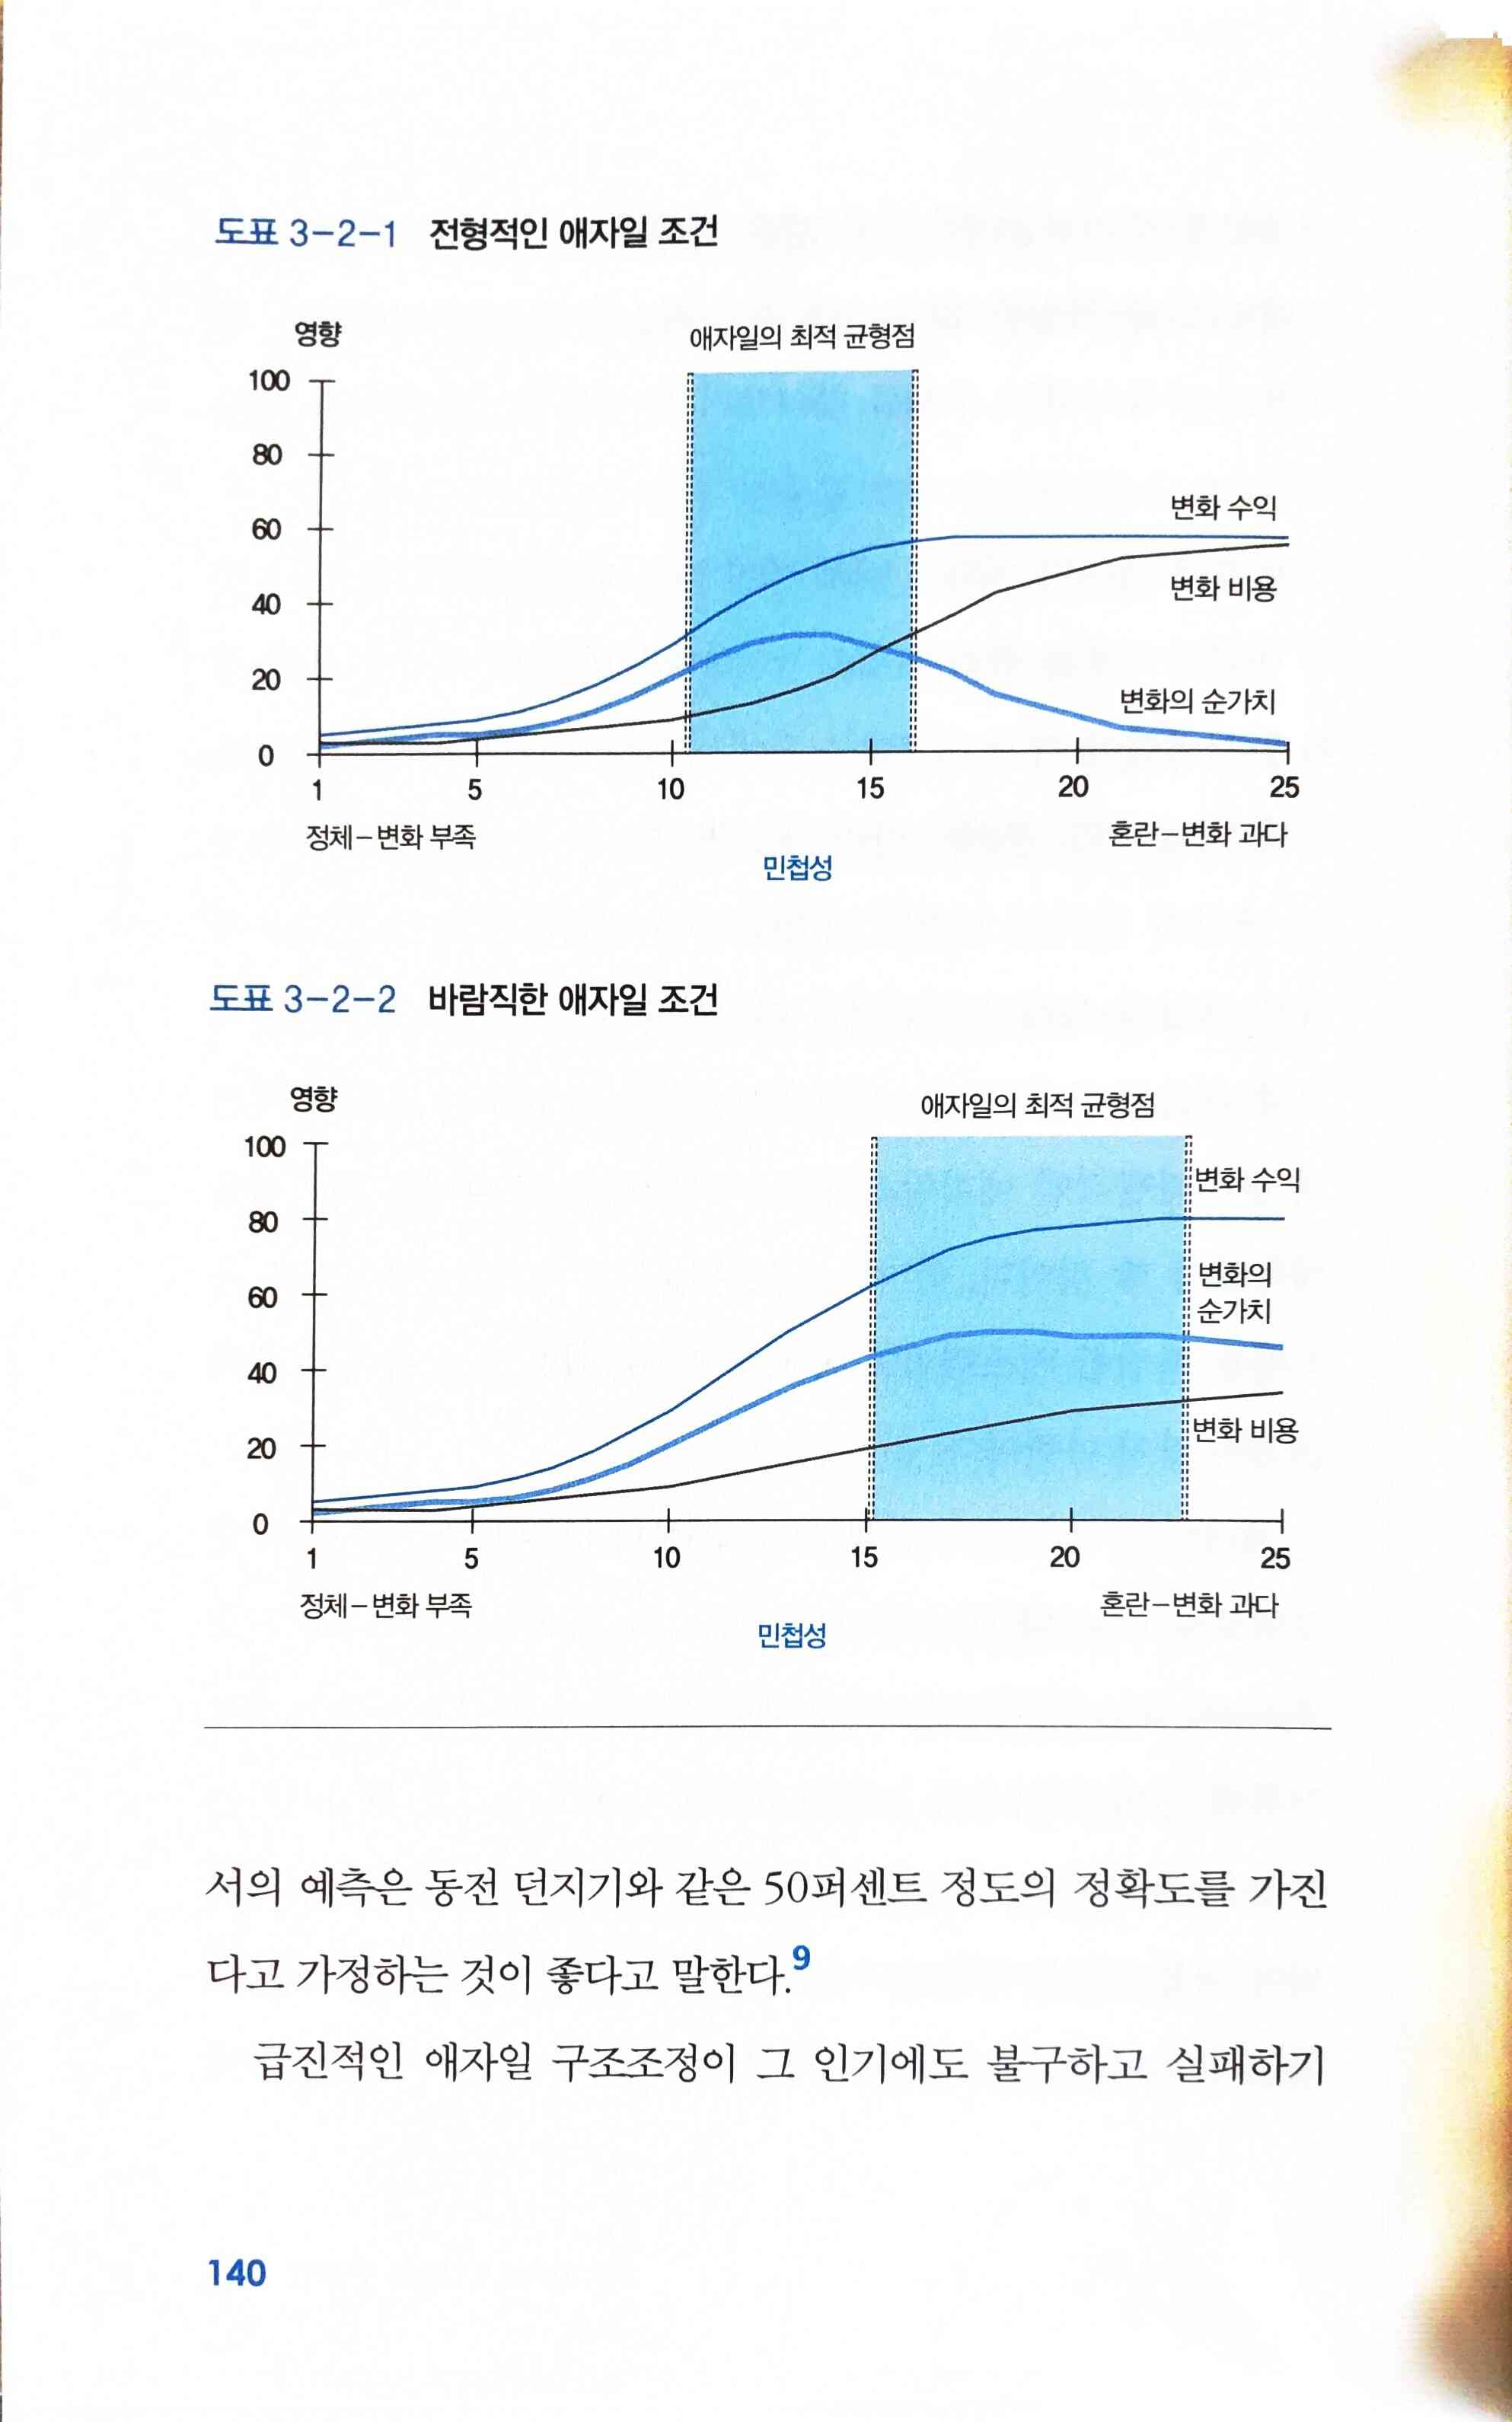 도표 3-2-1 전형적인 애자일 조건
영향
애자일의 최적 균형점
100
80
60
40
20
0
변화 수익
변화 비용
변화의 순가치
1 5 10 15 20 25
정체-변화 부족
혼란-변화 과다
민첩성
도표 3-2-2 바람직한 애자일 조건
영향
애자일의 최적 균형점
100
80
60
40
20
0
변화 수익
변화의
순가치
변화 비용
1 5 10 15 20 25
정체-변화 부족
혼란-변화 과다
민첩성
서의 예측은 동전 던지기와 같은 50퍼센트 정도의 정확도를 가진
다고 가정하는 것이 좋다고 말한다.9
급진적인 애자일 구조조정이 그 인기에도 불구하고 실패하기
140